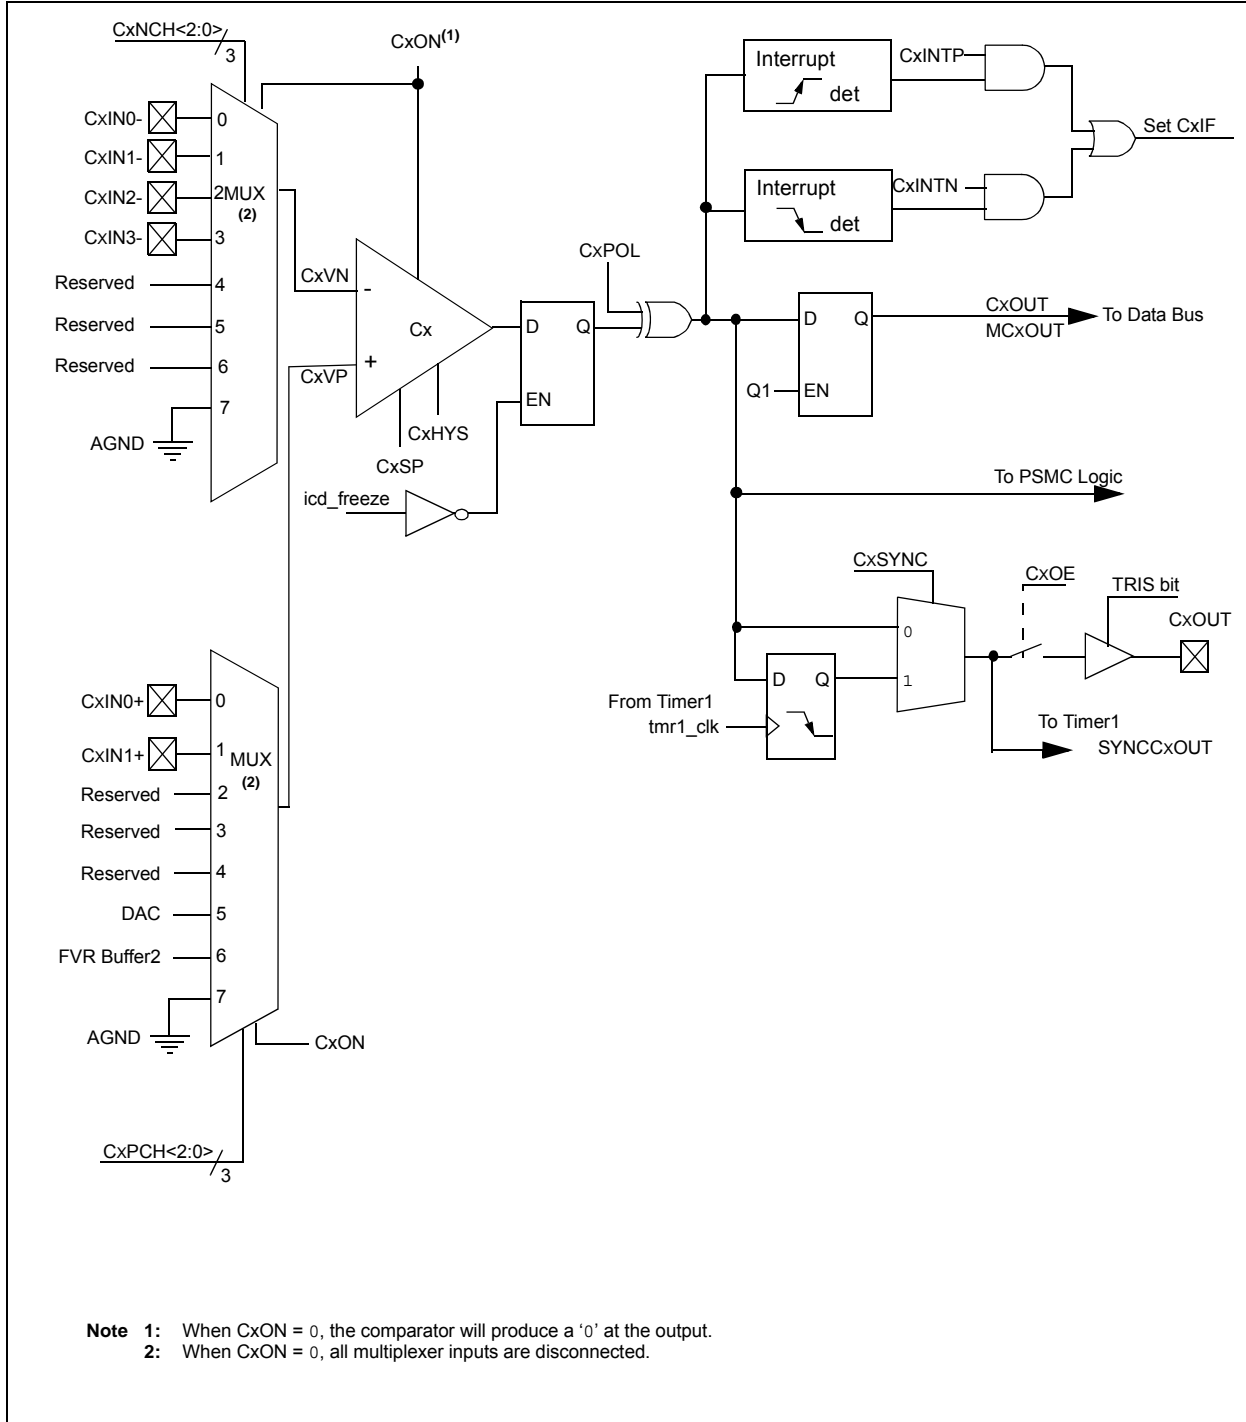 CxNCH<2:0>
3
CxON(1)
CxIN0-
0
CxIN1-
1
CxIN2-
2
MUX
(2)
CxIN3-
3
Reserved
4
Reserved
5
Reserved
6
7
AGND
CxVN
-
Cx
+
CxVP
CxHYS
CxSP
D
Q
EN
icd_freeze
CxPOL
Interrupt
det
CxINTP
Interrupt
det
CxINTN
Set CxIF
D
Q
Q1
EN
CxOUT
MCxOUT
To Data Bus
To PSMC Logic
CxSYNC
0
1
CxOE
TRIS bit
CxOUT
D
Q
From Timer1
tmr1_clk
To Timer1
SYNCCxOUT
CxIN0+
0
CxIN1+
1
MUX
(2)
Reserved
2
Reserved
3
Reserved
4
DAC
5
FVR Buffer2
6
7
AGND
CxON
CxPCH<2:0>
3
Note 1: When CxON = 0, the comparator will produce a ‘0’ at the output.
2: When CxON = 0, all multiplexer inputs are disconnected.